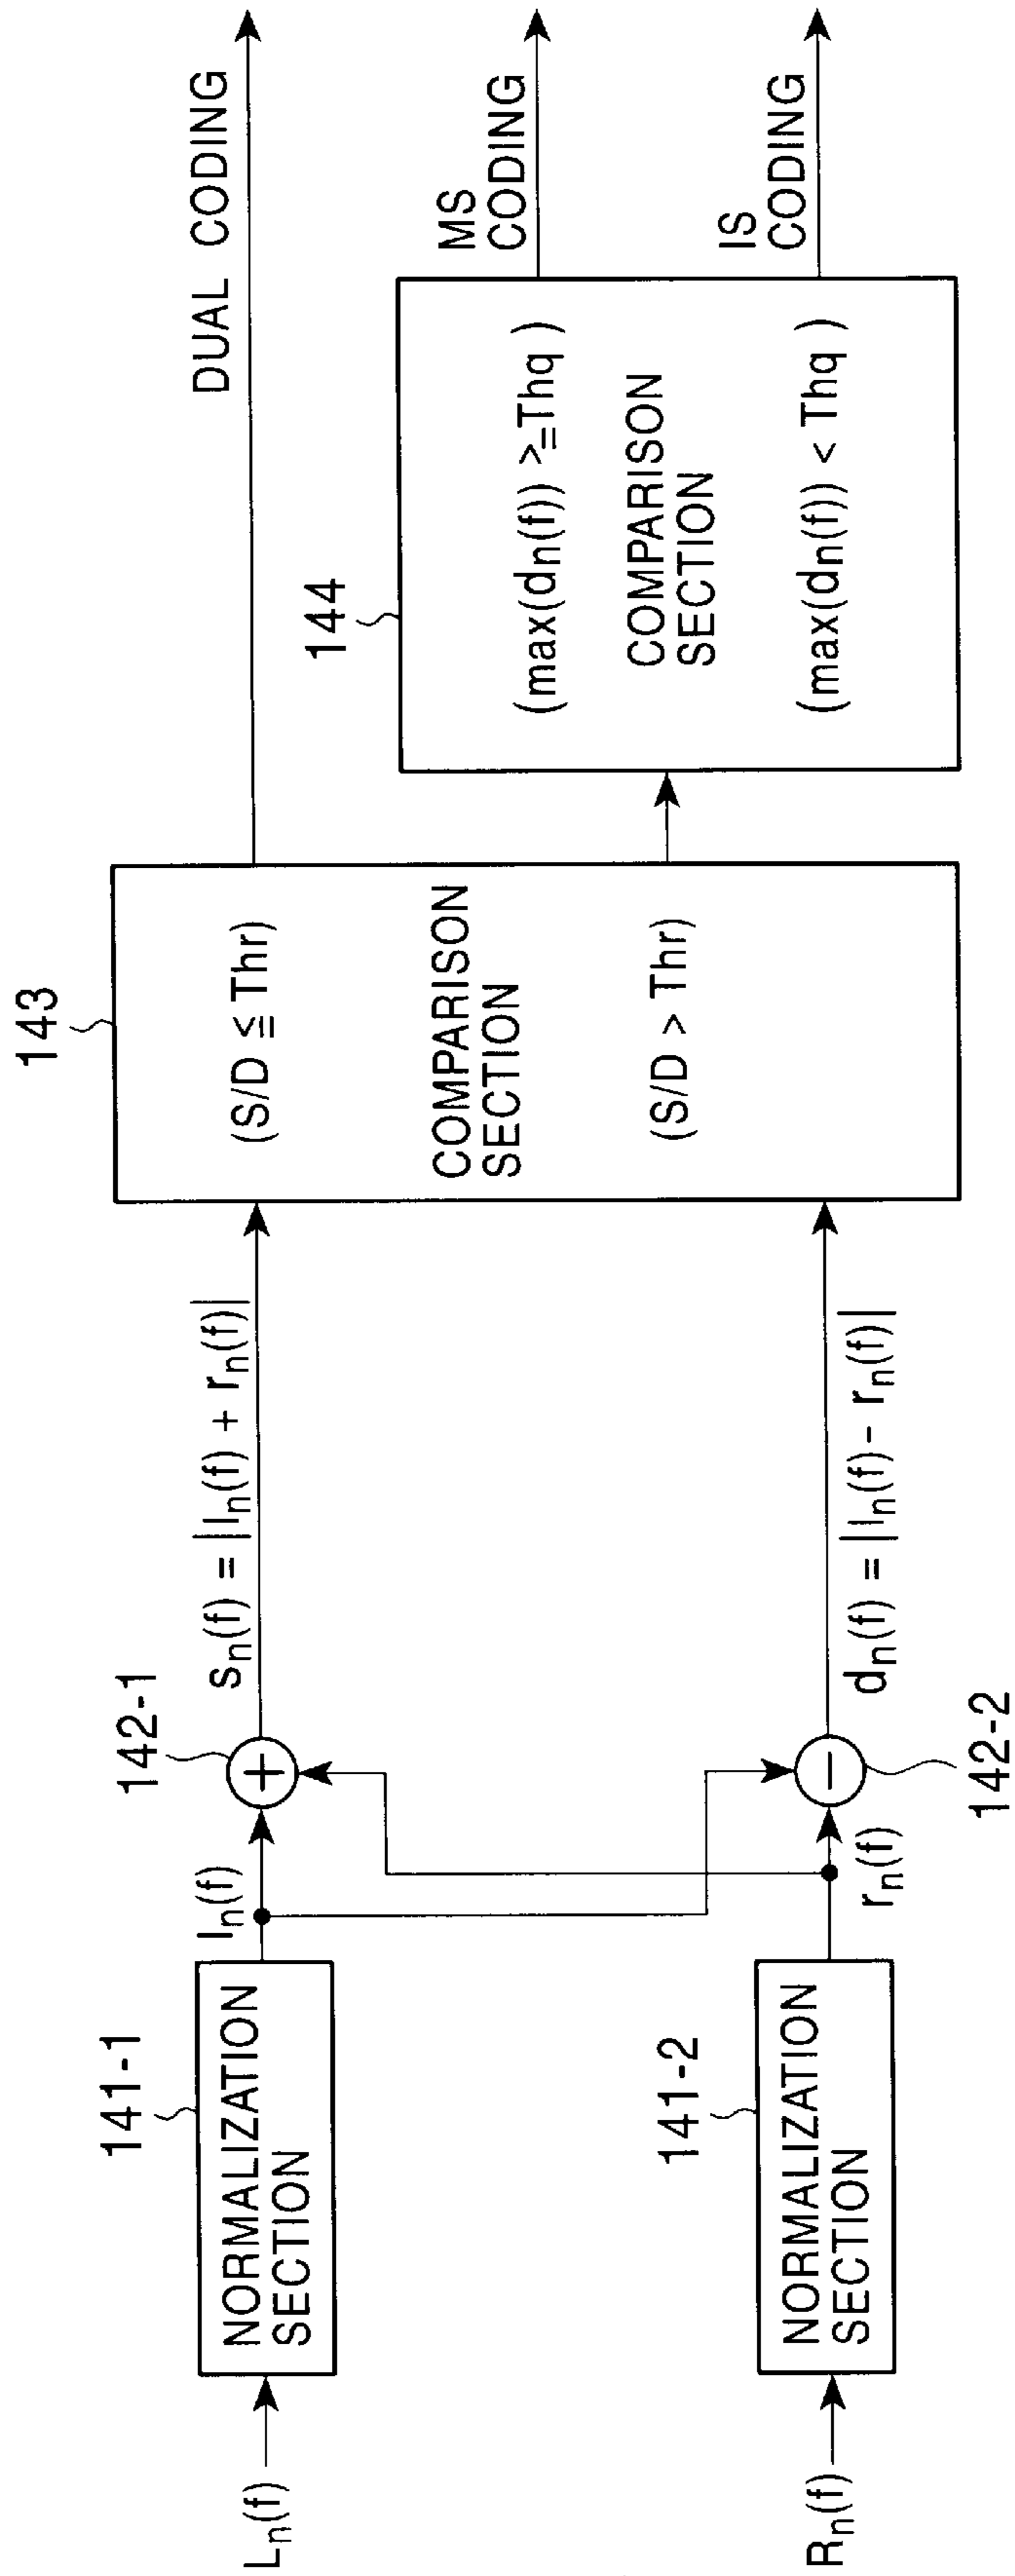 Ln(f)
141-1
NORMALIZATION
SECTION
ln(f)
142-1
sn(f) = |ln(f) + rn(f)|
Rn(f)
141-2
NORMALIZATION
SECTION
rn(f)
142-2
dn(f) = |ln(f) - rn(f)|
143
(S/D ≦ Thr)
COMPARISON
SECTION
(S/D > Thr)
DUAL CODING
144
(max(dn(f)) >= Thq )
COMPARISON
SECTION
(max(dn(f)) < Thq )
MS
CODING
IS
CODING
+
−